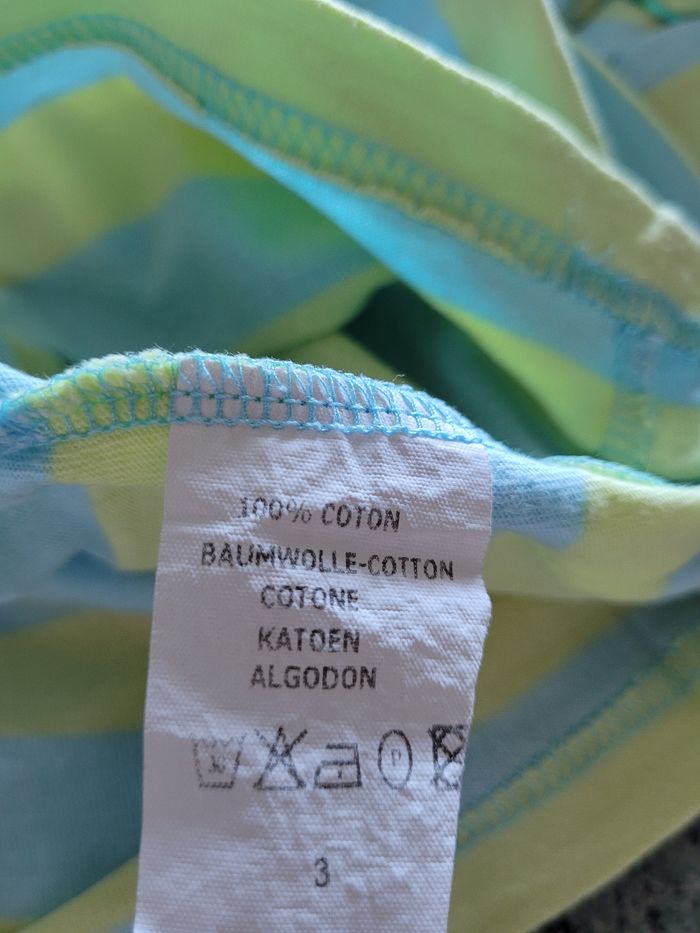 100% COTON
BAUMWOLLE-COTTON
COTONE
KATOEN
ALGODON
P
3